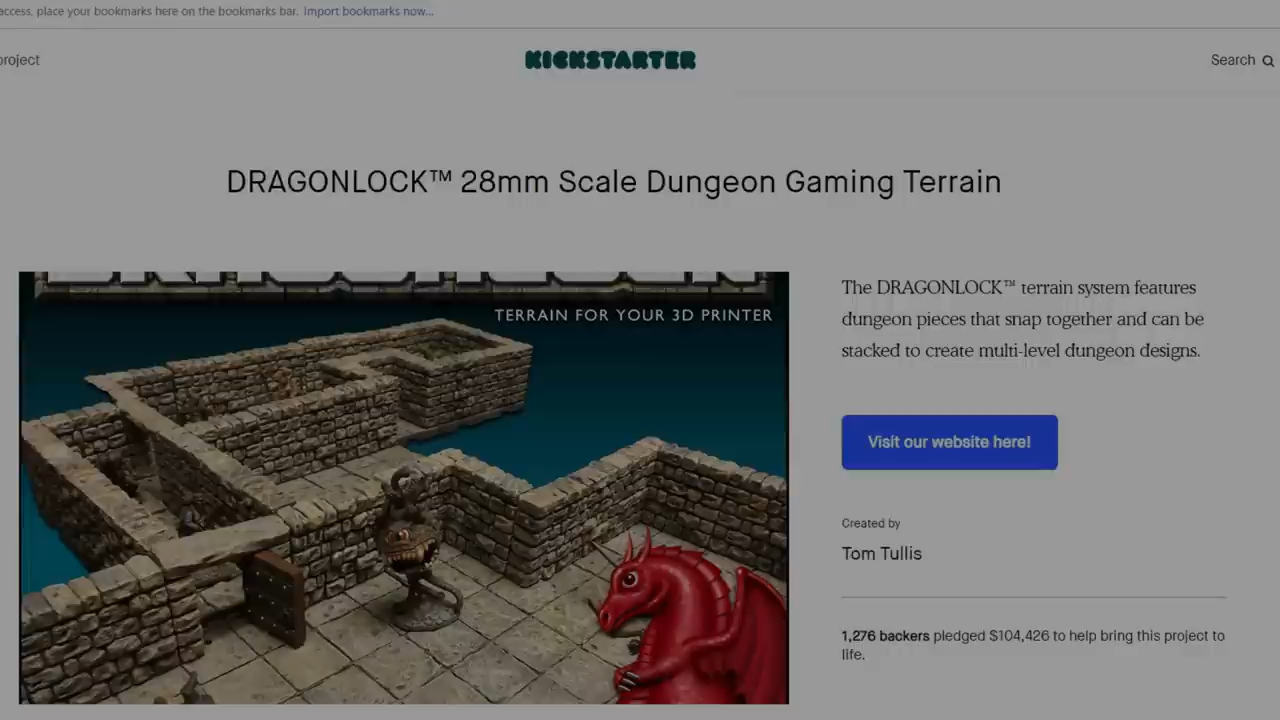 access, place your bookmarks here on the bookmarks bar. Import bookmarks now...
project
KICKSTARTER
Search
DRAGONLOCK™ 28mm Scale Dungeon Gaming Terrain
TERRAIN FOR YOUR 3D PRINTER
The DRAGONLOCK™ terrain system features
dungeon pieces that snap together and can be
stacked to create multi-level dungeon designs.
Visit our website here!
Created by
Tom Tullis
1,276 backers pledged $104,426 to help bring this project to
life.